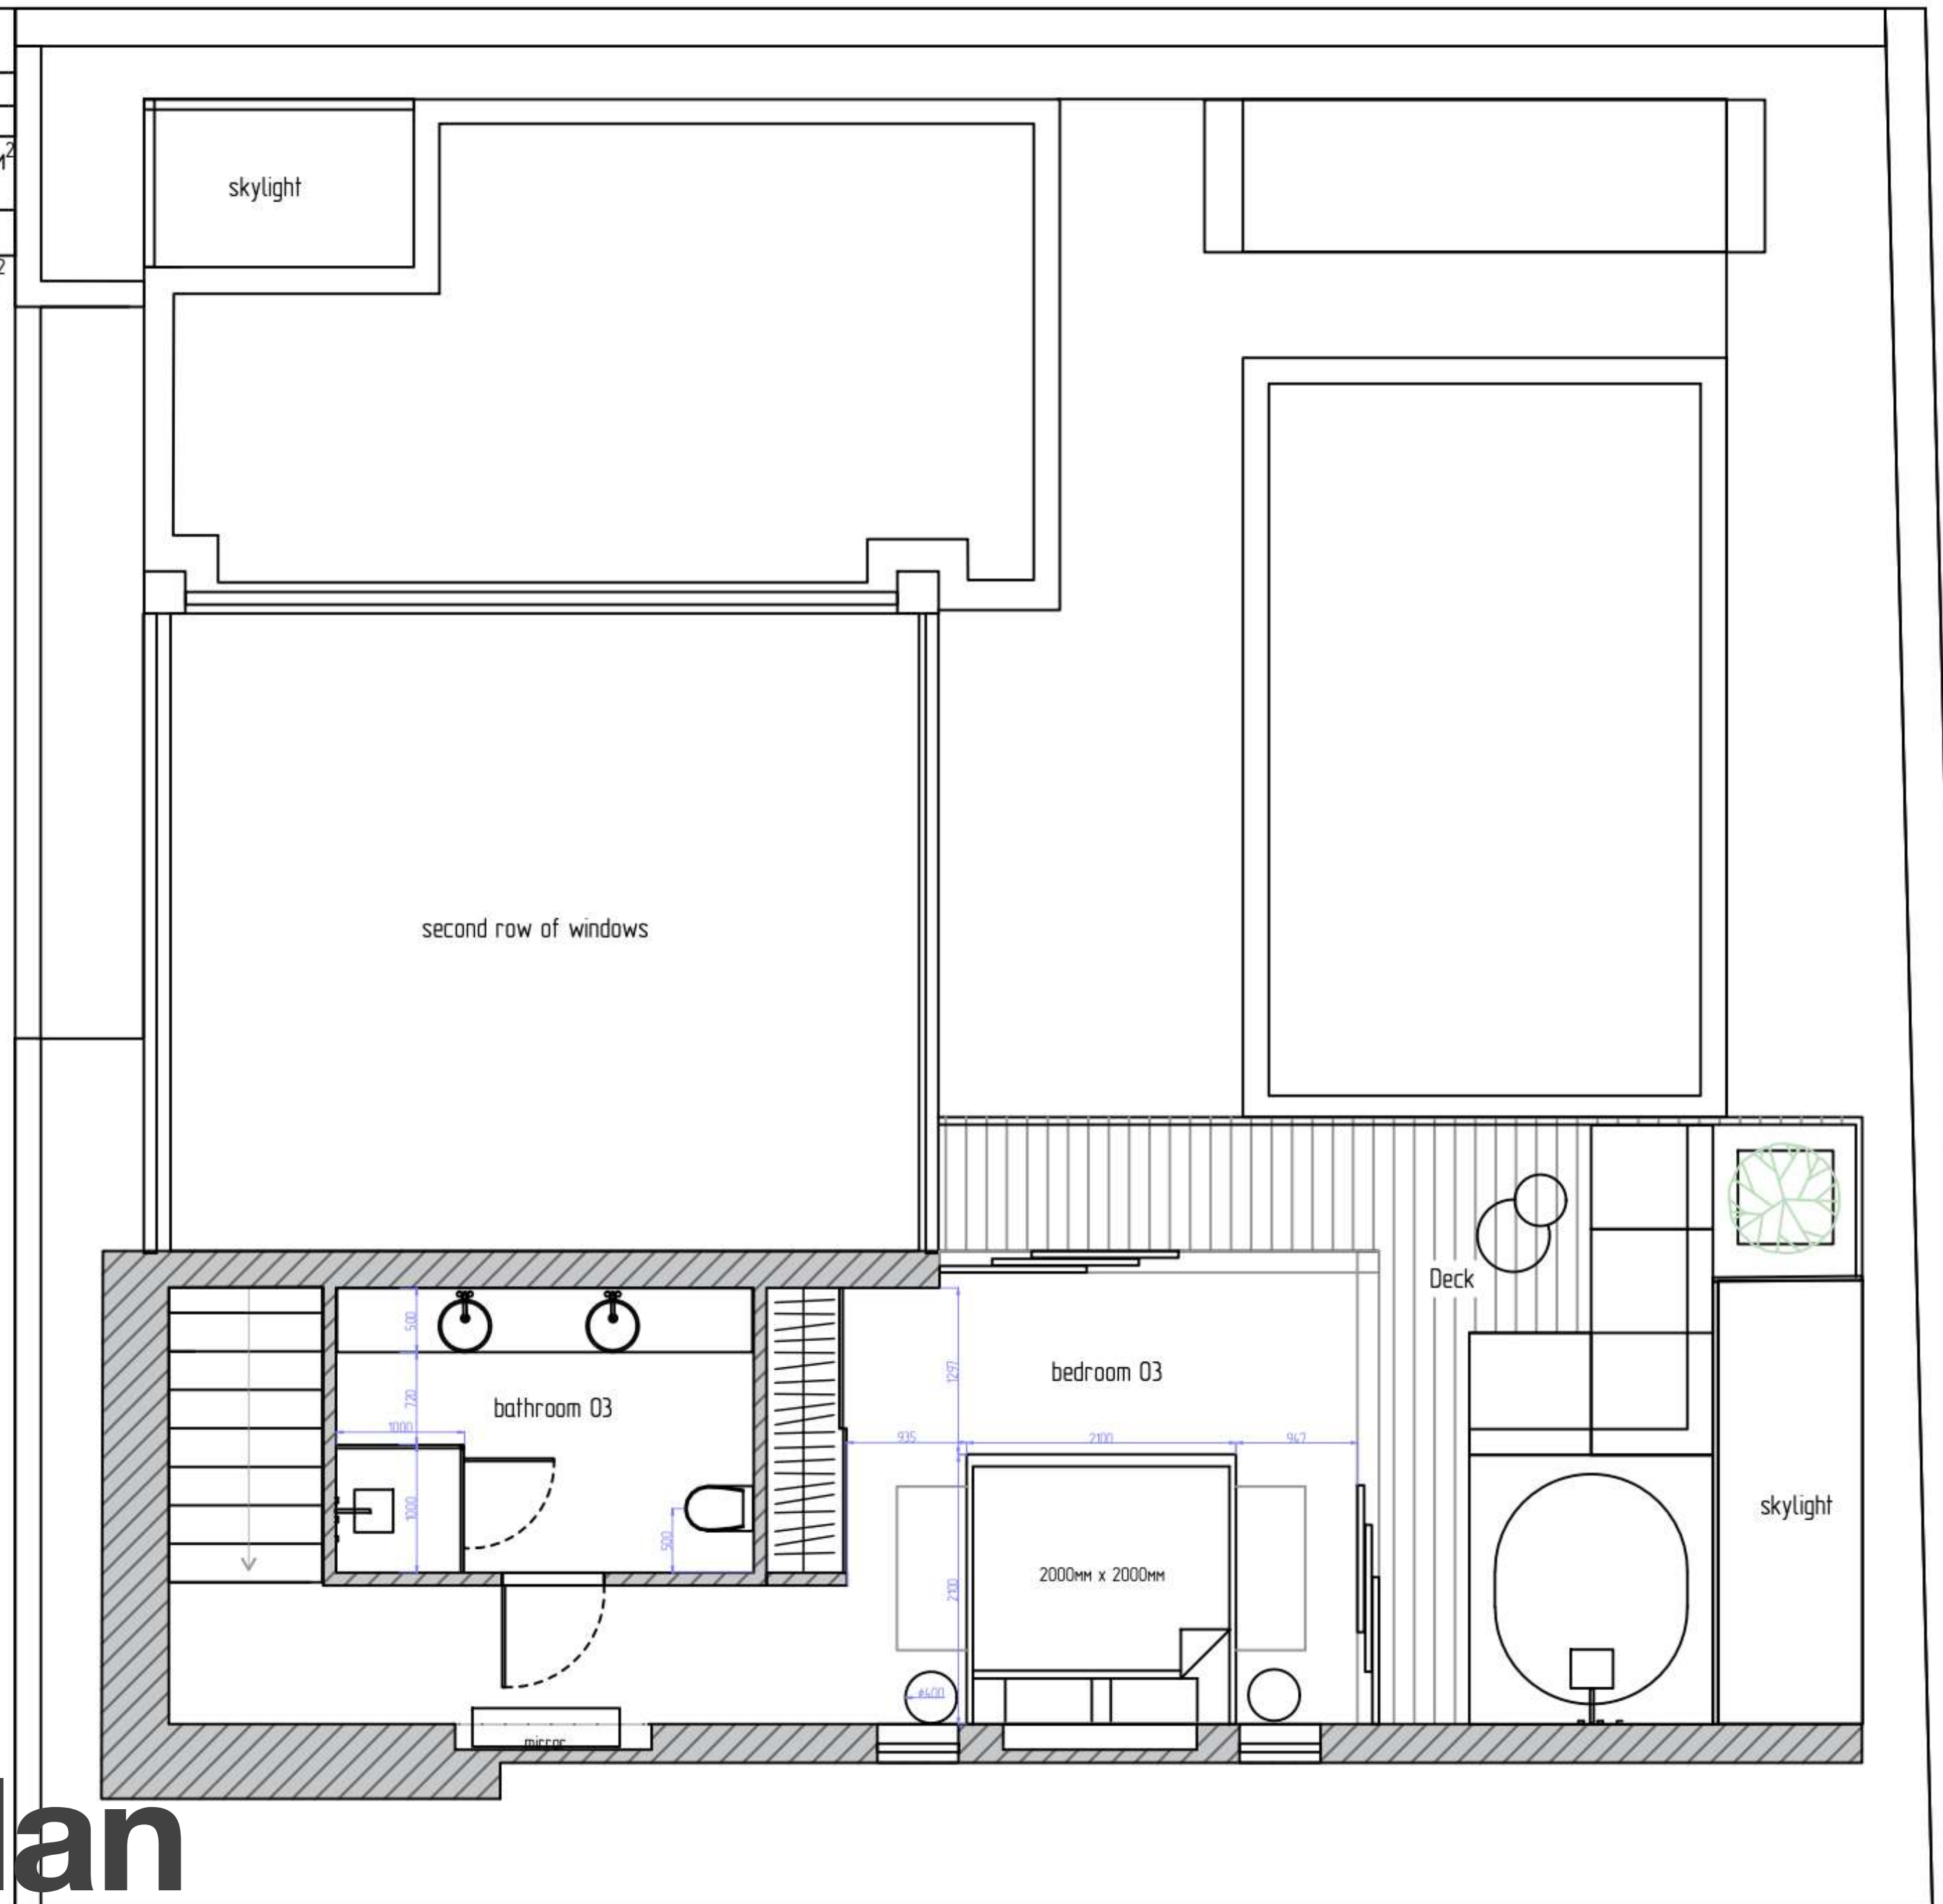 skylight
second row of windows
Deck
500
1297
bedroom 03
720
bathroom 03
1000
935
2100
947
1000
500
skylight
2000мм x 2000мм
2100
ø400
mirror
lan